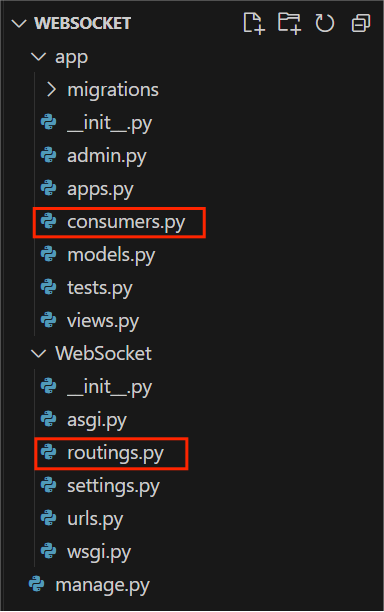 WEBSOCKET
app
migrations
__init__.py
admin.py
apps.py
consumers.py
models.py
tests.py
views.py
WebSocket
__init__.py
asgi.py
routings.py
settings.py
urls.py
wsgi.py
manage.py